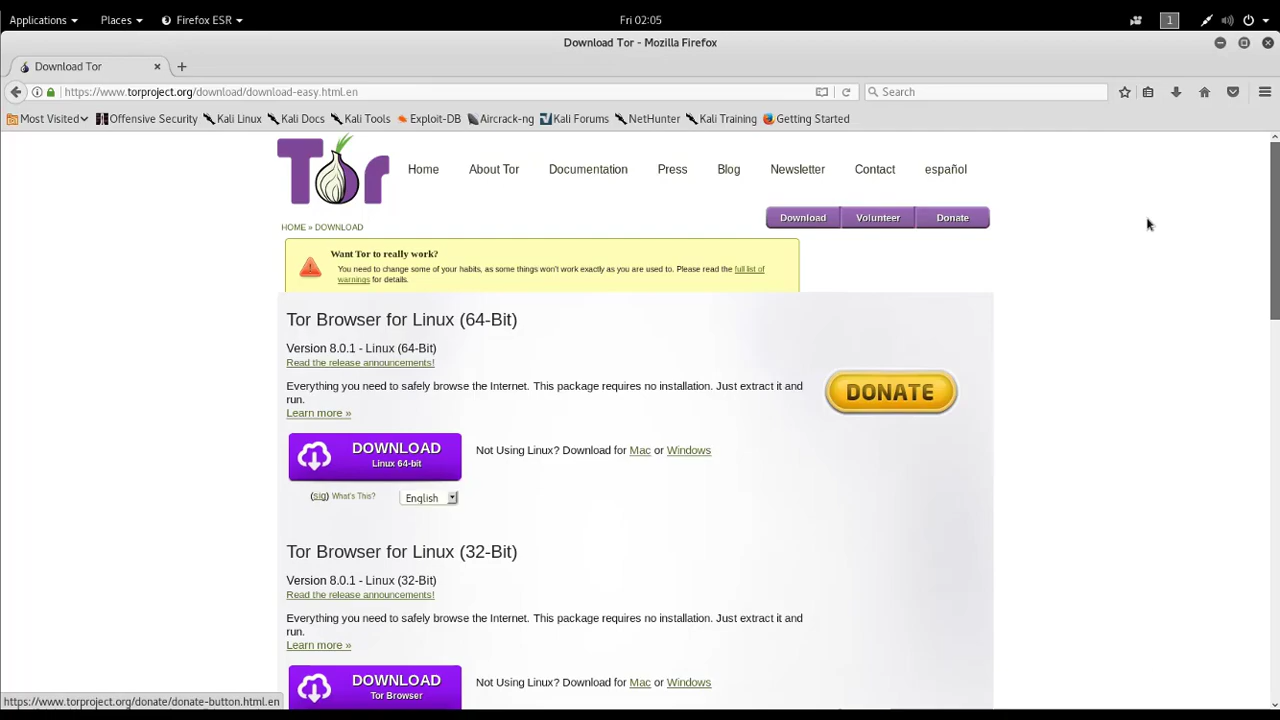 Applications Places Firefox ESR Fri 02:05 1
Download Tor - Mozilla Firefox
Download Tor
https://www.torproject.org/download/download-easy.html.en Search
Most Visited Offensive Security Kali Linux Kali Docs Kali Tools Exploit-DB Aircrack-ng Kali Forums NetHunter Kali Training Getting Started
Tor Home About Tor Documentation Press Blog Newsletter Contact español
Download Volunteer Donate
HOME » DOWNLOAD
Want Tor to really work?
You need to change some of your habits, as some things won't work exactly as you are used to. Please read the full list of
warnings for details.
Tor Browser for Linux (64-Bit)
Version 8.0.1 - Linux (64-Bit)
Read the release announcements!
Everything you need to safely browse the Internet. This package requires no installation. Just extract it and
run.
Learn more »
DONATE
DOWNLOAD
Linux 64-bit
Not Using Linux? Download for Mac or Windows
(sig) What's This? English
Tor Browser for Linux (32-Bit)
Version 8.0.1 - Linux (32-Bit)
Read the release announcements!
Everything you need to safely browse the Internet. This package requires no installation. Just extract it and
run.
Learn more »
DOWNLOAD
Tor Browser
Not Using Linux? Download for Mac or Windows
https://www.torproject.org/donate/donate-button.html.en